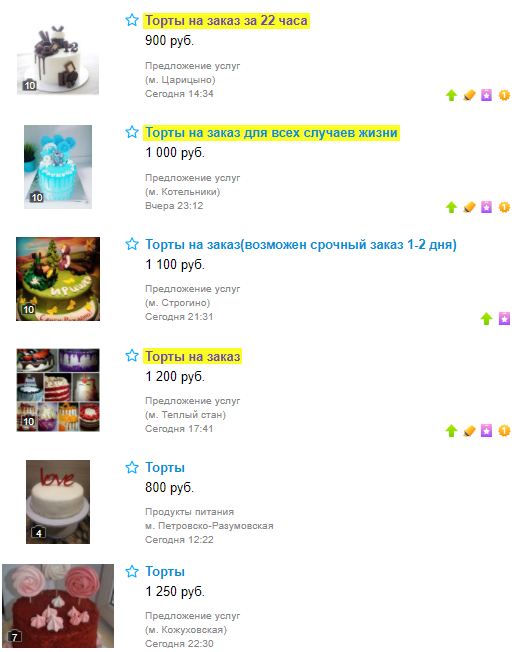 Торты на заказ за 22 часа
900 руб.
Предложение услуг
(м. Царицыно)
10
Сегодня 14:34
Торты на заказ для всех случаев жизни
1 000 руб.
Предложение услуг
(м. Котельники)
10
Вчера 23:12
Торты на заказ(возможен срочный заказ 1-2 дня)
1 100 руб.
Ирише
Предложение услуг
(м. Строгино)
10
Сегодня 21:31
Торты на заказ
1 200 руб.
Предложение услуг
(м. Теплый стан)
10
Сегодня 17:41
Торты
love
800 руб.
Продукты питания
м. Петровско-Разумовская
4
Сегодня 12:22
Торты
1 250 руб.
Предложение услуг
(м. Кожуховская)
7
Сегодня 22:30